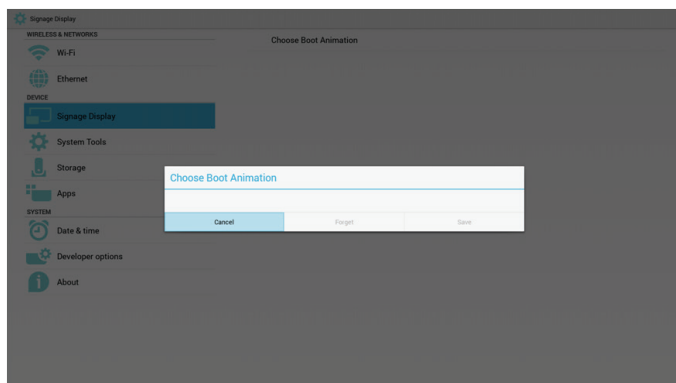 Signage Display
WIRELESS & NETWORKS
Wi-Fi
Ethernet
DEVICE
Signage Display
System Tools
Storage
Apps
SYSTEM
Date & time
Developer options
About
Choose Boot Animation
Choose Boot Animation
Cancel
Forget
Save